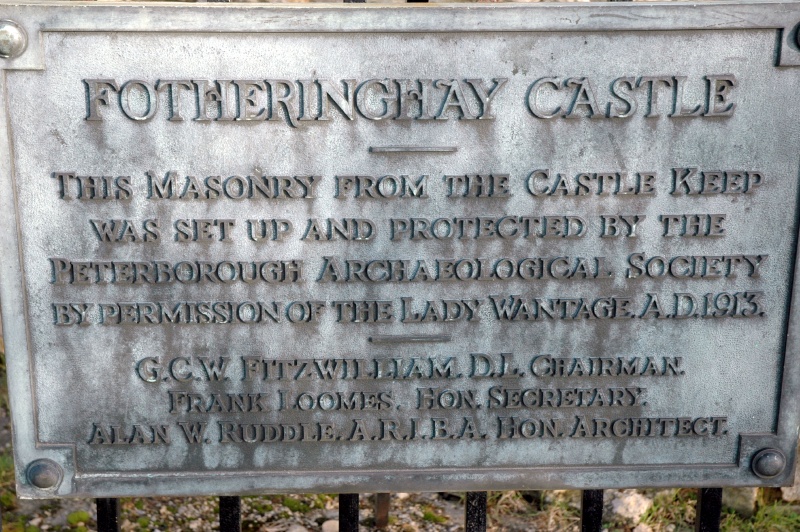 FOTHERINGHAY CASTLE
THIS MASONRY FROM THE CASTLE KEEP
WAS SET UP AND PROTECTED BY THE
PETERBOROUGH ARCHAEOLOGICAL SOCIETY
BY PERMISSION OF THE LADY WANTAGE. A.D. 1913.
G.C.W. FITZWILLIAM. D.L. CHAIRMAN.
FRANK LOOMES. HON. SECRETARY.
ALAN W. RUDDLE. A.R.I.B.A. HON. ARCHITECT.